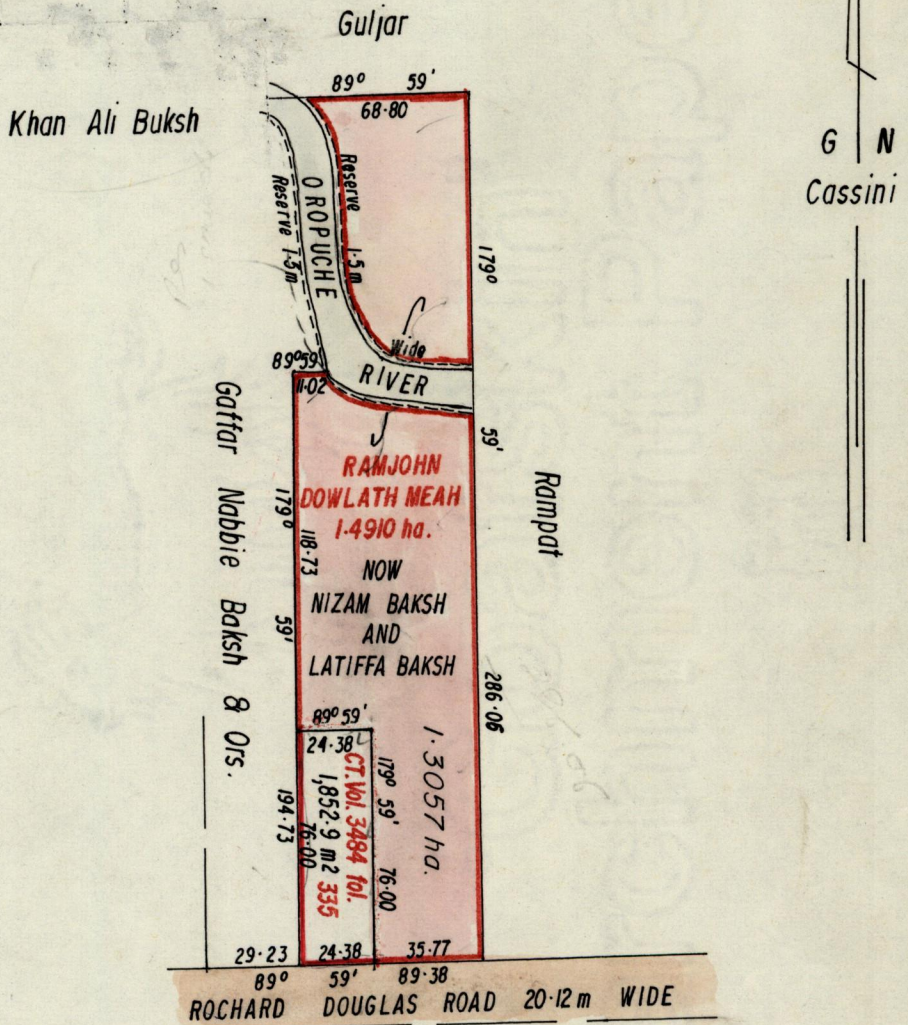 Guljar
89° 59'
68·80
Khan Ali Buksh
G N
Cassini
Reserve 1·5m
OROPUCHE
Reserve 1·5m
Wide
RIVER
179°
59'
286·06
89°59'
11·02
Gaffar Nabbie Baksh & Ors.
179°
59'
118·73
194·73
RAMJOHN
DOWLATH MEAH
1·4910 ha.
NOW
NIZAM BAKSH
AND
LATIFFA BAKSH
Rampat
1·3057 ha.
89° 59'
24·38
CT. Vol. 3484 fol.
335
1,852·9 m2
76·00
179° 59'
76·00
29·23
24·38
35·77
89° 59' 89·38
ROCHARD DOUGLAS ROAD 20·12 m WIDE